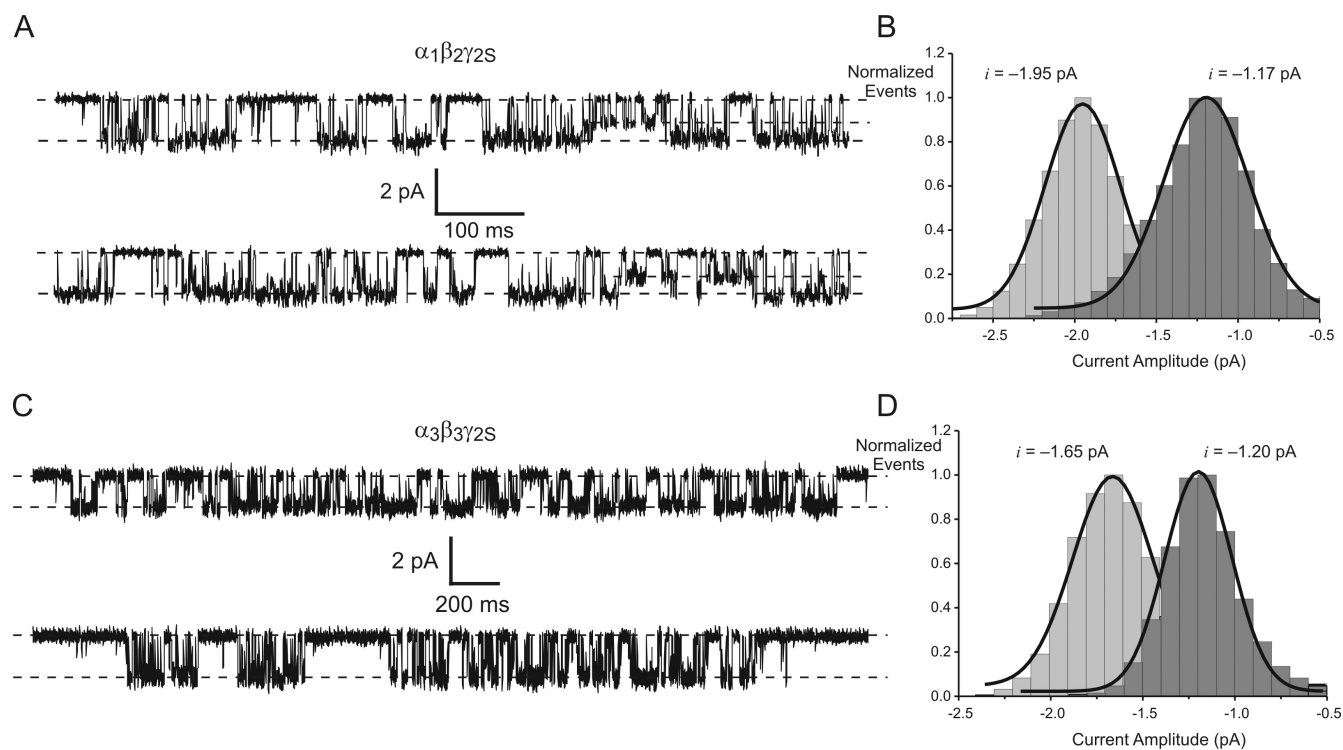 A
α1β2γ2S
2 pA
100 ms
B
Normalized
Events
i = –1.95 pA
i = –1.17 pA
1.2
1.0
0.8
0.6
0.4
0.2
0.0
-2.5
-2.0
-1.5
-1.0
-0.5
Current Amplitude (pA)
C
α3β3γ2S
2 pA
200 ms
D
Normalized
Events
i = –1.65 pA
i = –1.20 pA
1.2
1.0
0.8
0.6
0.4
0.2
0.0
-2.5
-2.0
-1.5
-1.0
-0.5
Current Amplitude (pA)